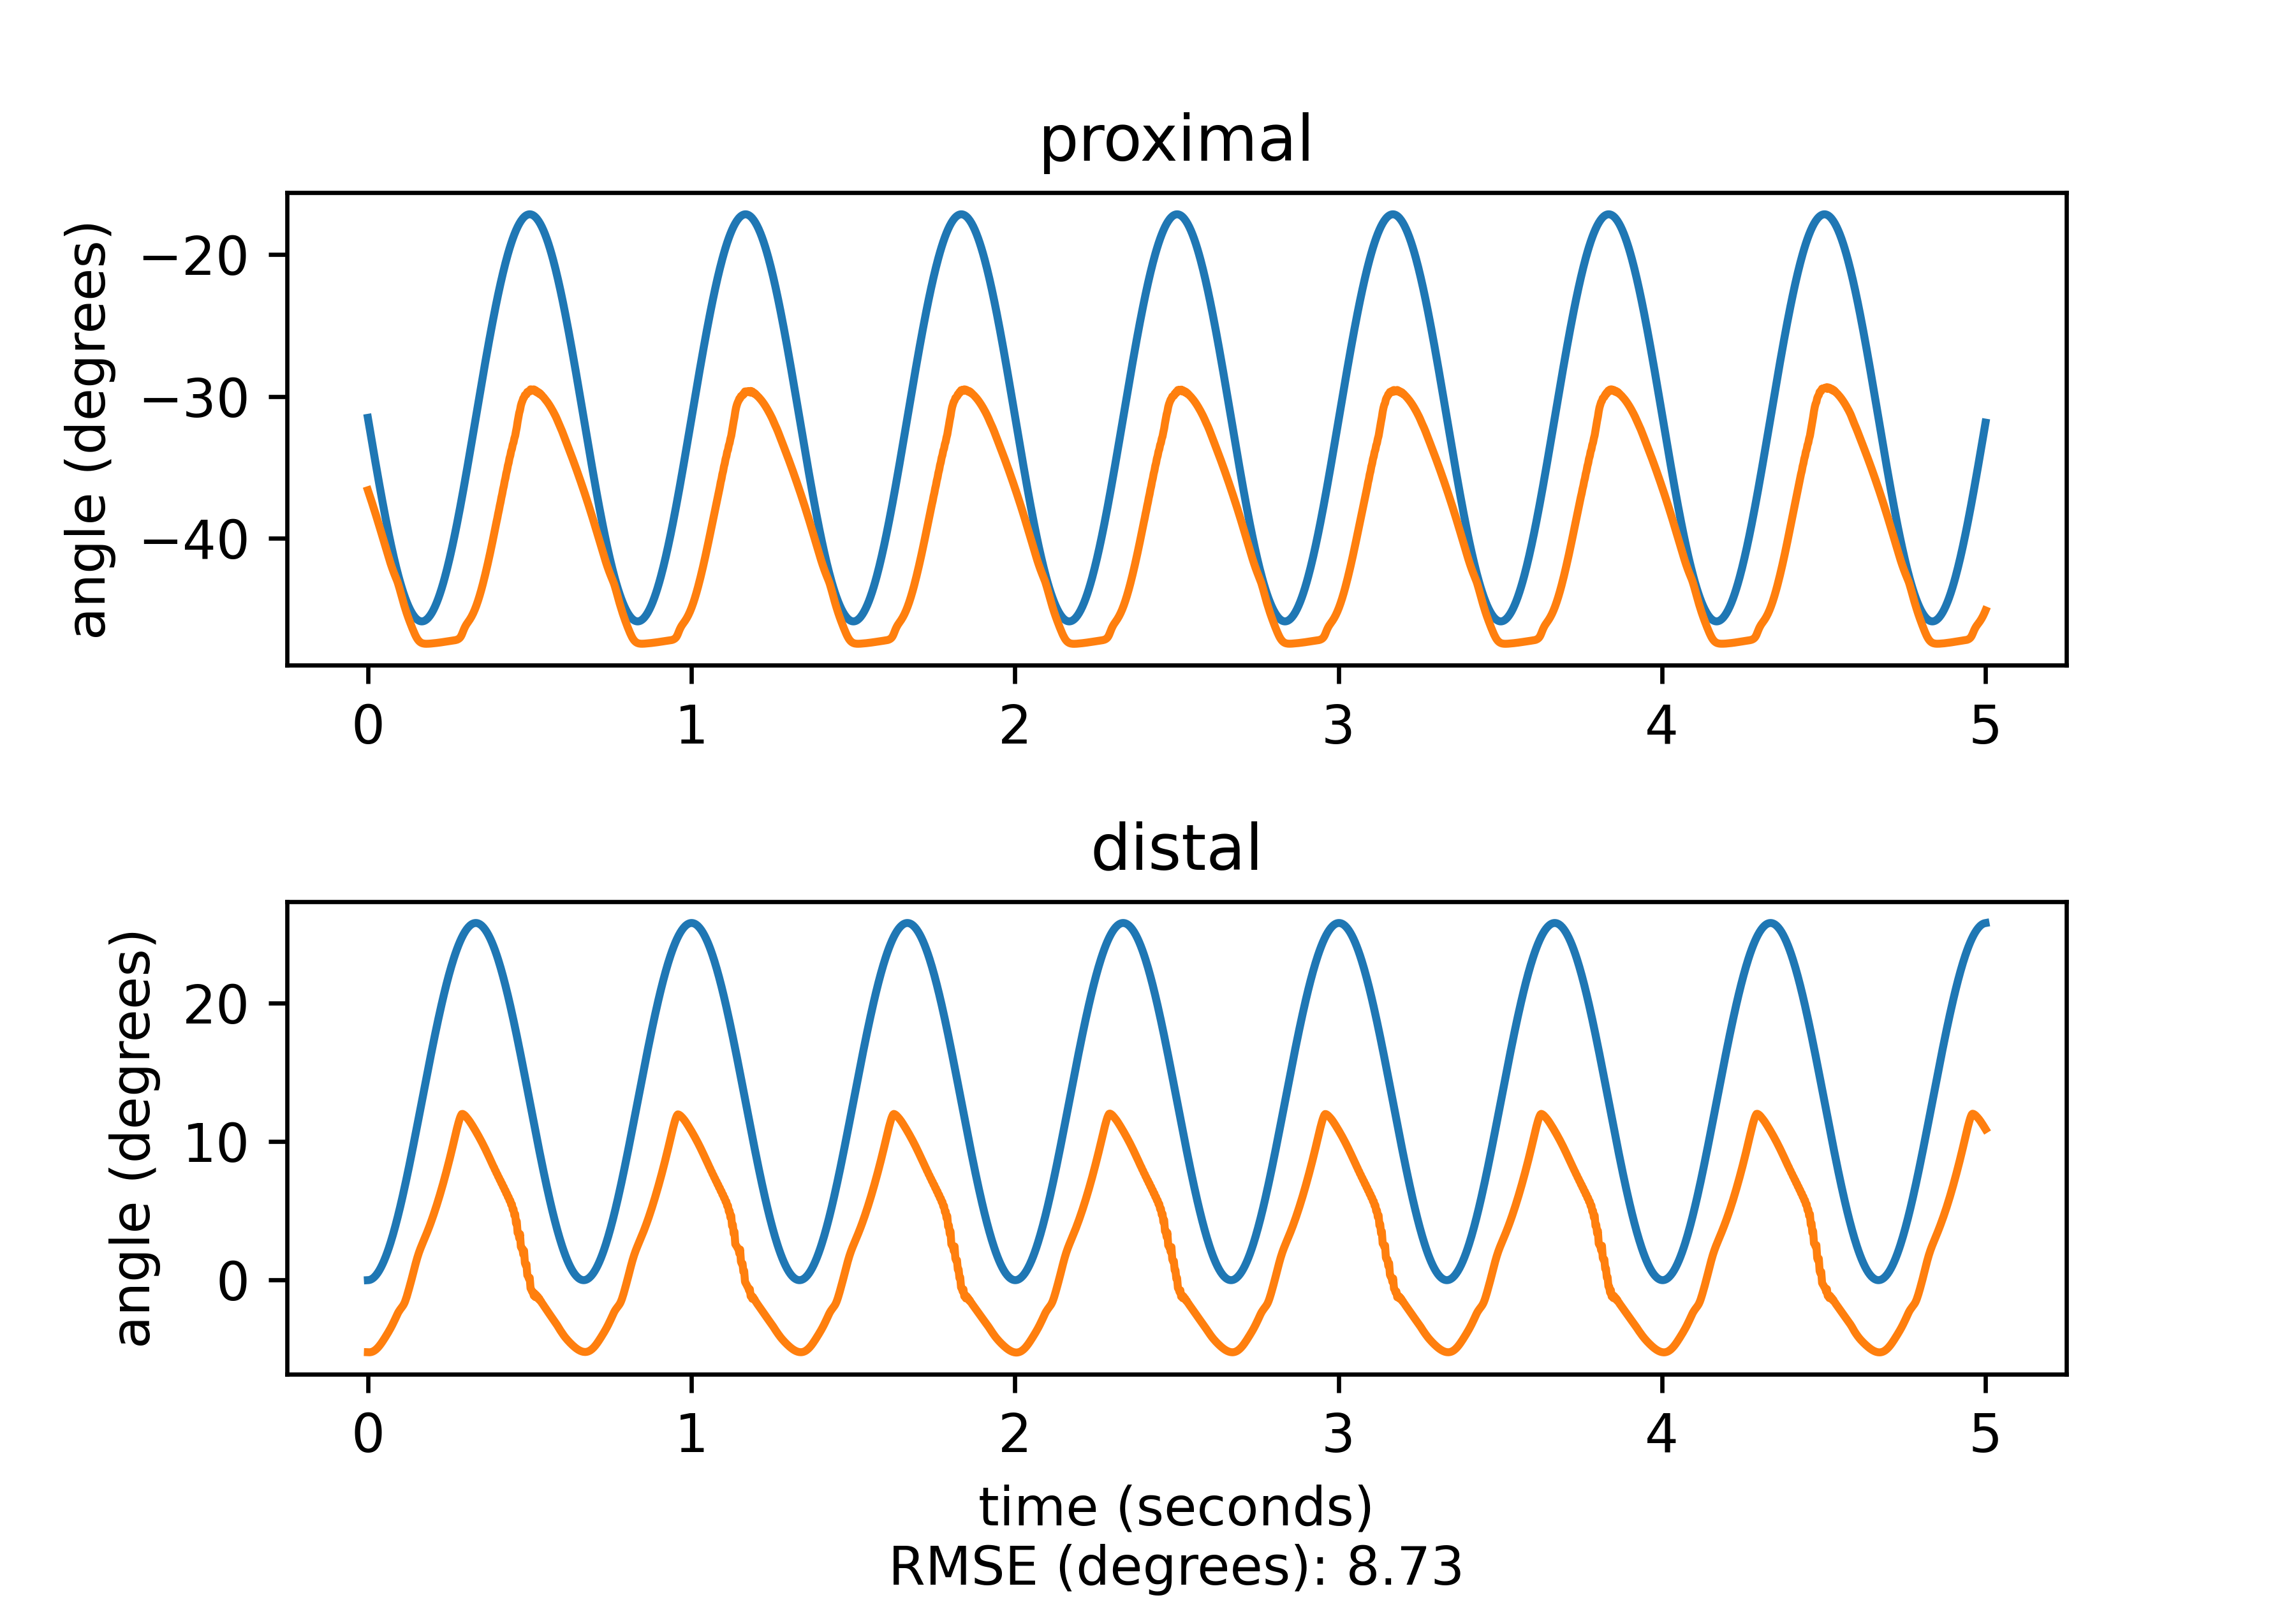 proximal
angle (degrees)
−20
−30
−40
0 1 2 3 4 5
distal
angle (degrees)
20
10
0
0 1 2 3 4 5
time (seconds)
RMSE (degrees): 8.73